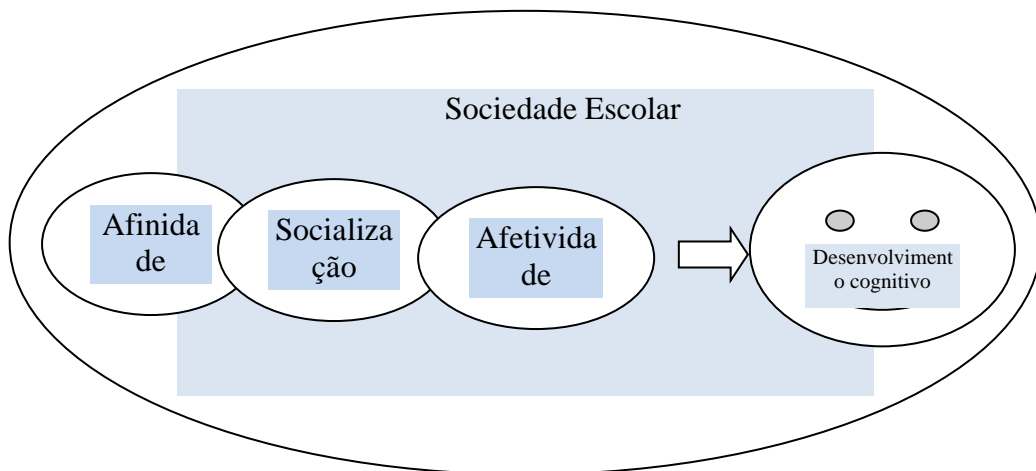 Sociedade Escolar
Afinida
de
Socializa
ção
Afetivida
de
Desenvolviment
o cognitivo